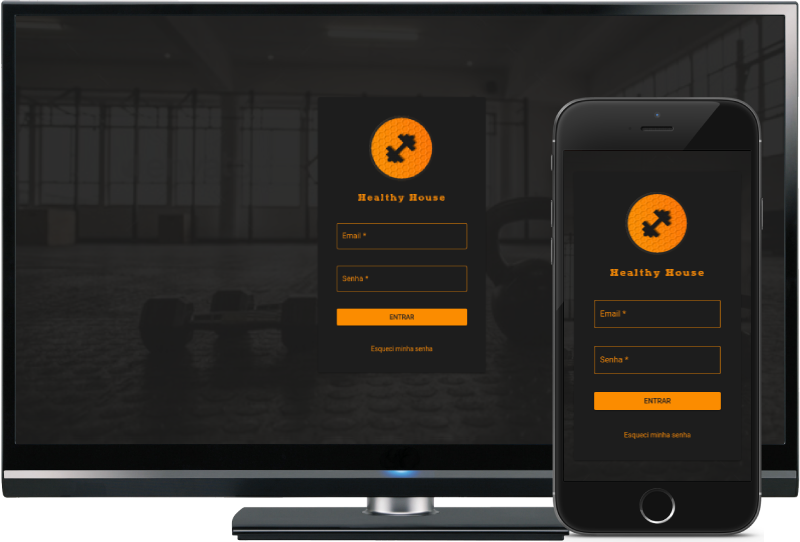 Healthy House
Email *
Senha *
ENTRAR
Esqueci minha senha
Healthy House
Email *
Senha *
ENTRAR
Esqueci minha senha